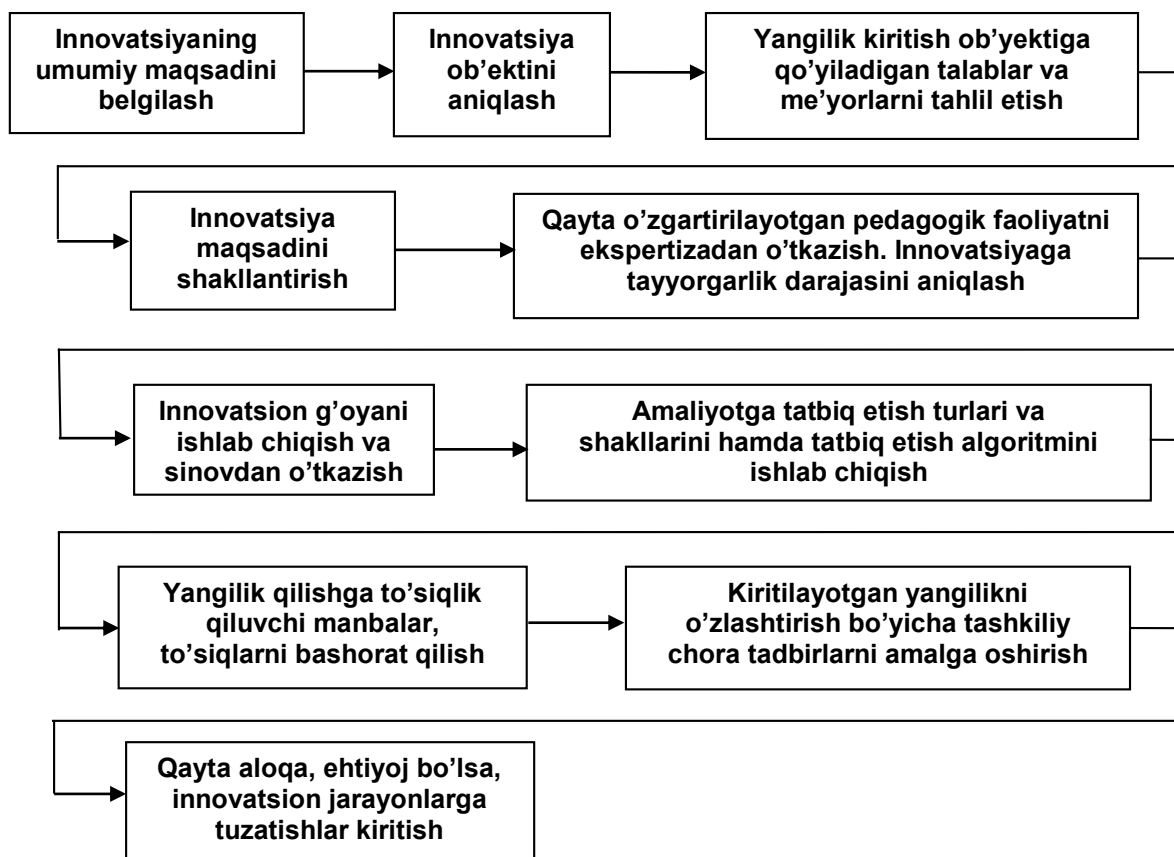 Innovatsiyaning
umumiy maqsadini
belgilash
Innovatsiya
ob’ektini
aniqlash
Yangilik kiritish ob’yektiga
qo’yiladigan talablar va
me’yorlarni tahlil etish
Innovatsiya
maqsadini
shakllantirish
Qayta o’zgartirilayotgan pedagogik faoliyatni
ekspertizadan o’tkazish. Innovatsiyaga
tayyorgarlik darajasini aniqlash
Innovatsion g’oyani
ishlab chiqish va
sinovdan o’tkazish
Amaliyotga tatbiq etish turlari va
shakllarini hamda tatbiq etish algoritmini
ishlab chiqish
Yangilik qilishga to’siqlik
qiluvchi manbalar,
to’siqlarni bashorat qilish
Kiritilayotgan yangilikni
o’zlashtirish bo’yicha tashkiliy
chora tadbirlarni amalga oshirish
Qayta aloqa, ehtiyoj bo’lsa,
innovatsion jarayonlarga
tuzatishlar kiritish